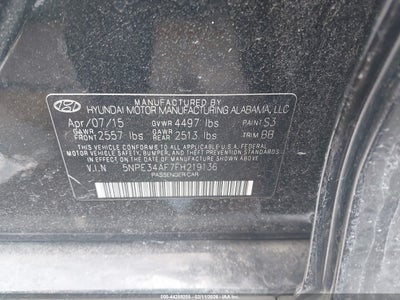 MANUFACTURED BY
HYUNDAI MOTOR MANUFACTURING ALABAMA, LLC
Apr/07/15 GVWR 4497 lbs PAINT S3
GAWR FRONT 2557 lbs GAWR REAR 2513 lbs TRIM BB
THIS VEHICLE CONFORMS TO ALL APPLICABLE FEDERAL
MOTOR VEHICLE SAFETY, BUMPER, AND THEFT PREVENTION
STANDARDS IN EFFECT ON THE DATE OF MANUFACTURE
SHOWN ABOVE.
V.I.N 5NPE34AF7FH219136
PASSENGER-CAR